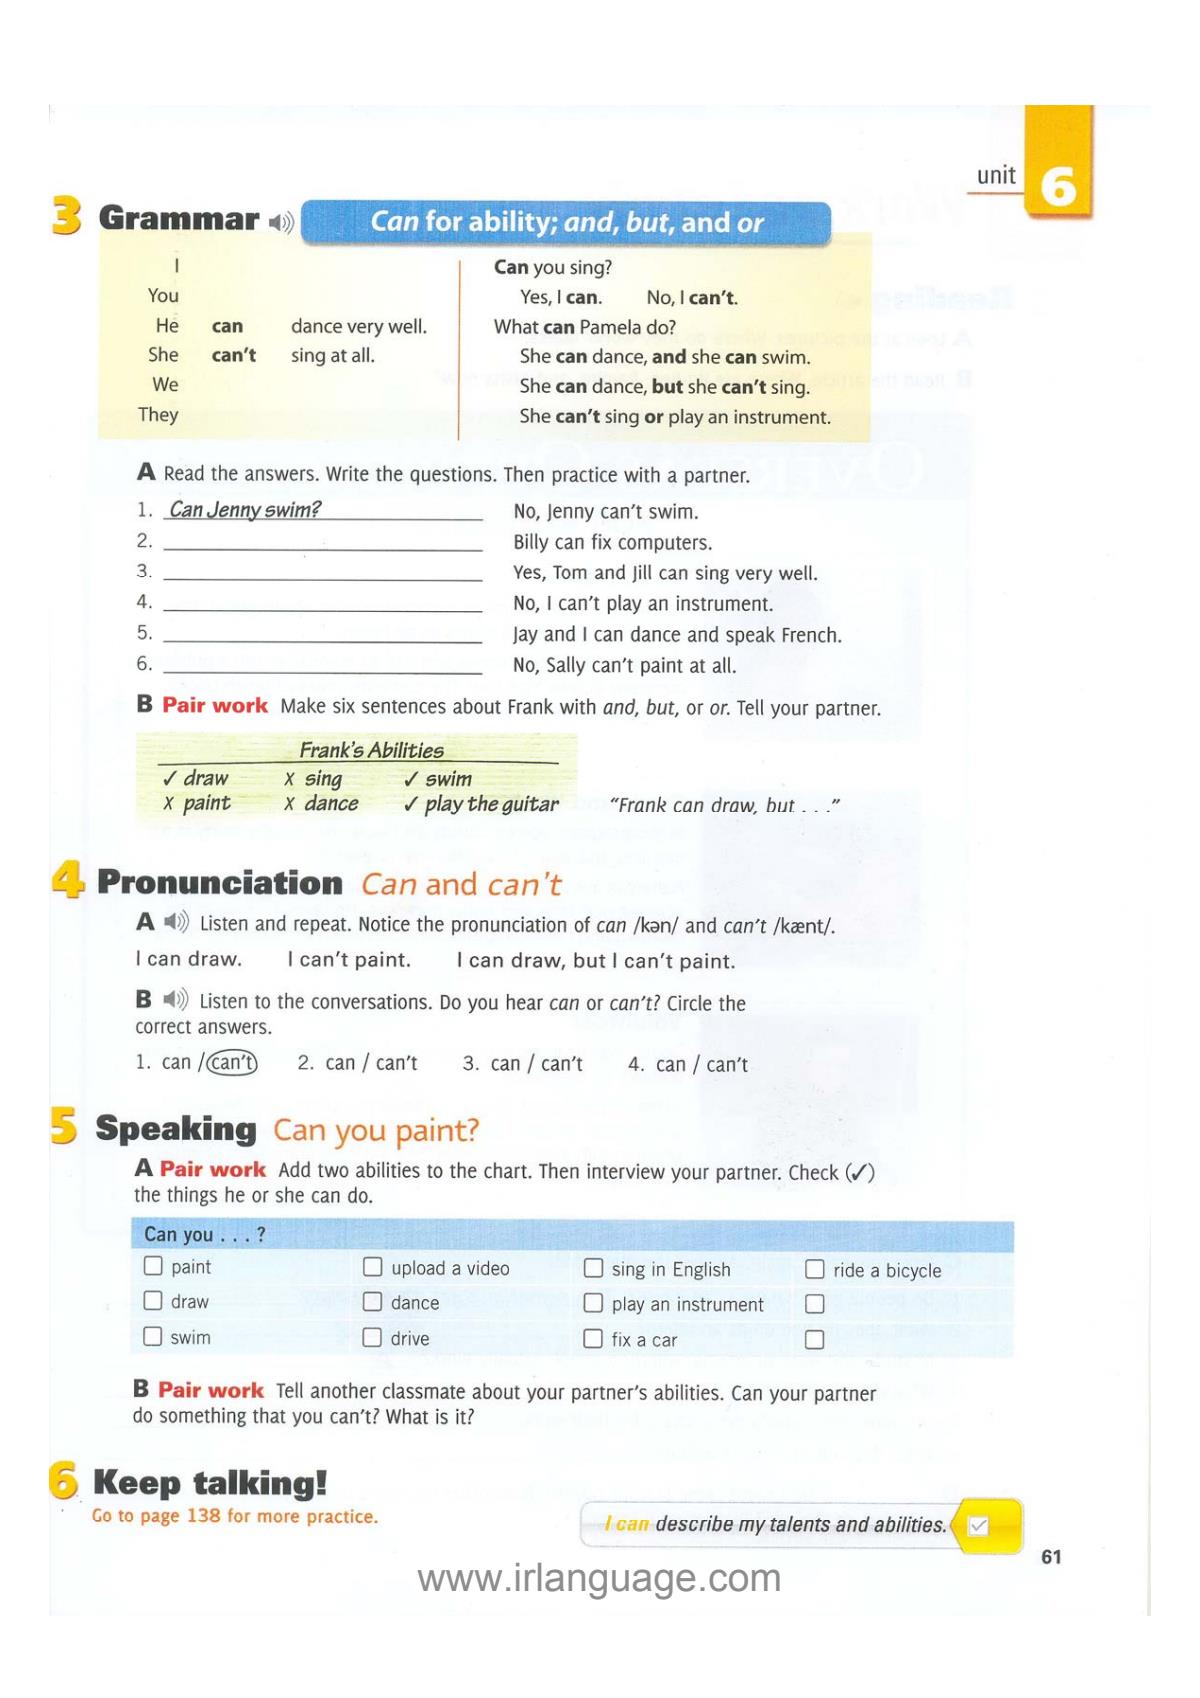 unit 6
3 Grammar Can for ability; and, but, and or
I
You
He can dance very well.
She can't sing at all.
We
They
Can you sing?
Yes, I can. No, I can't.
What can Pamela do?
She can dance, and she can swim.
She can dance, but she can't sing.
She can't sing or play an instrument.
A Read the answers. Write the questions. Then practice with a partner.
1. Can Jenny swim? No, Jenny can't swim.
2. Billy can fix computers.
3. Yes, Tom and Jill can sing very well.
4. No, I can't play an instrument.
5. Jay and I can dance and speak French.
6. No, Sally can't paint at all.
B Pair work Make six sentences about Frank with and, but, or or. Tell your partner.
Frank's Abilities
✓ draw X sing ✓ swim
X paint X dance ✓ play the guitar "Frank can draw, but . . ."
4 Pronunciation Can and can't
A Listen and repeat. Notice the pronunciation of can /kən/ and can't /kænt/.
I can draw. I can't paint. I can draw, but I can't paint.
B Listen to the conversations. Do you hear can or can't? Circle the
correct answers.
1. can / can't 2. can / can't 3. can / can't 4. can / can't
5 Speaking Can you paint?
A Pair work Add two abilities to the chart. Then interview your partner. Check (✓)
the things he or she can do.
Can you . . . ?
paint upload a video sing in English ride a bicycle
draw dance play an instrument
swim drive fix a car
B Pair work Tell another classmate about your partner's abilities. Can your partner
do something that you can't? What is it?
6 Keep talking!
Go to page 138 for more practice.
I can describe my talents and abilities.
61
www.irlanguage.com